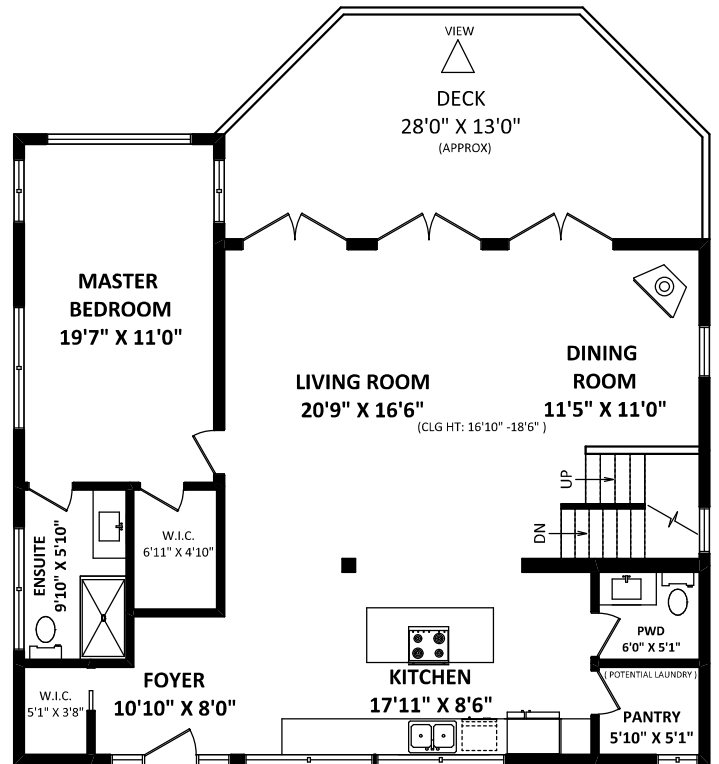 VIEW
DECK
28'0" X 13'0"
(APPROX)
MASTER
BEDROOM
19'7" X 11'0"
LIVING ROOM
20'9" X 16'6"
DINING
ROOM
11'5" X 11'0"
(CLG HT: 16'10" -18'6" )
UP
DN
ENSUITE
9'10" X 5'10"
W.I.C.
6'11" X 4'10"
PWD
6'0" X 5'1"
W.I.C.
5'1" X 3'8"
FOYER
10'10" X 8'0"
KITCHEN
17'11" X 8'6"
( POTENTIAL LAUNDRY )
PANTRY
5'10" X 5'1"